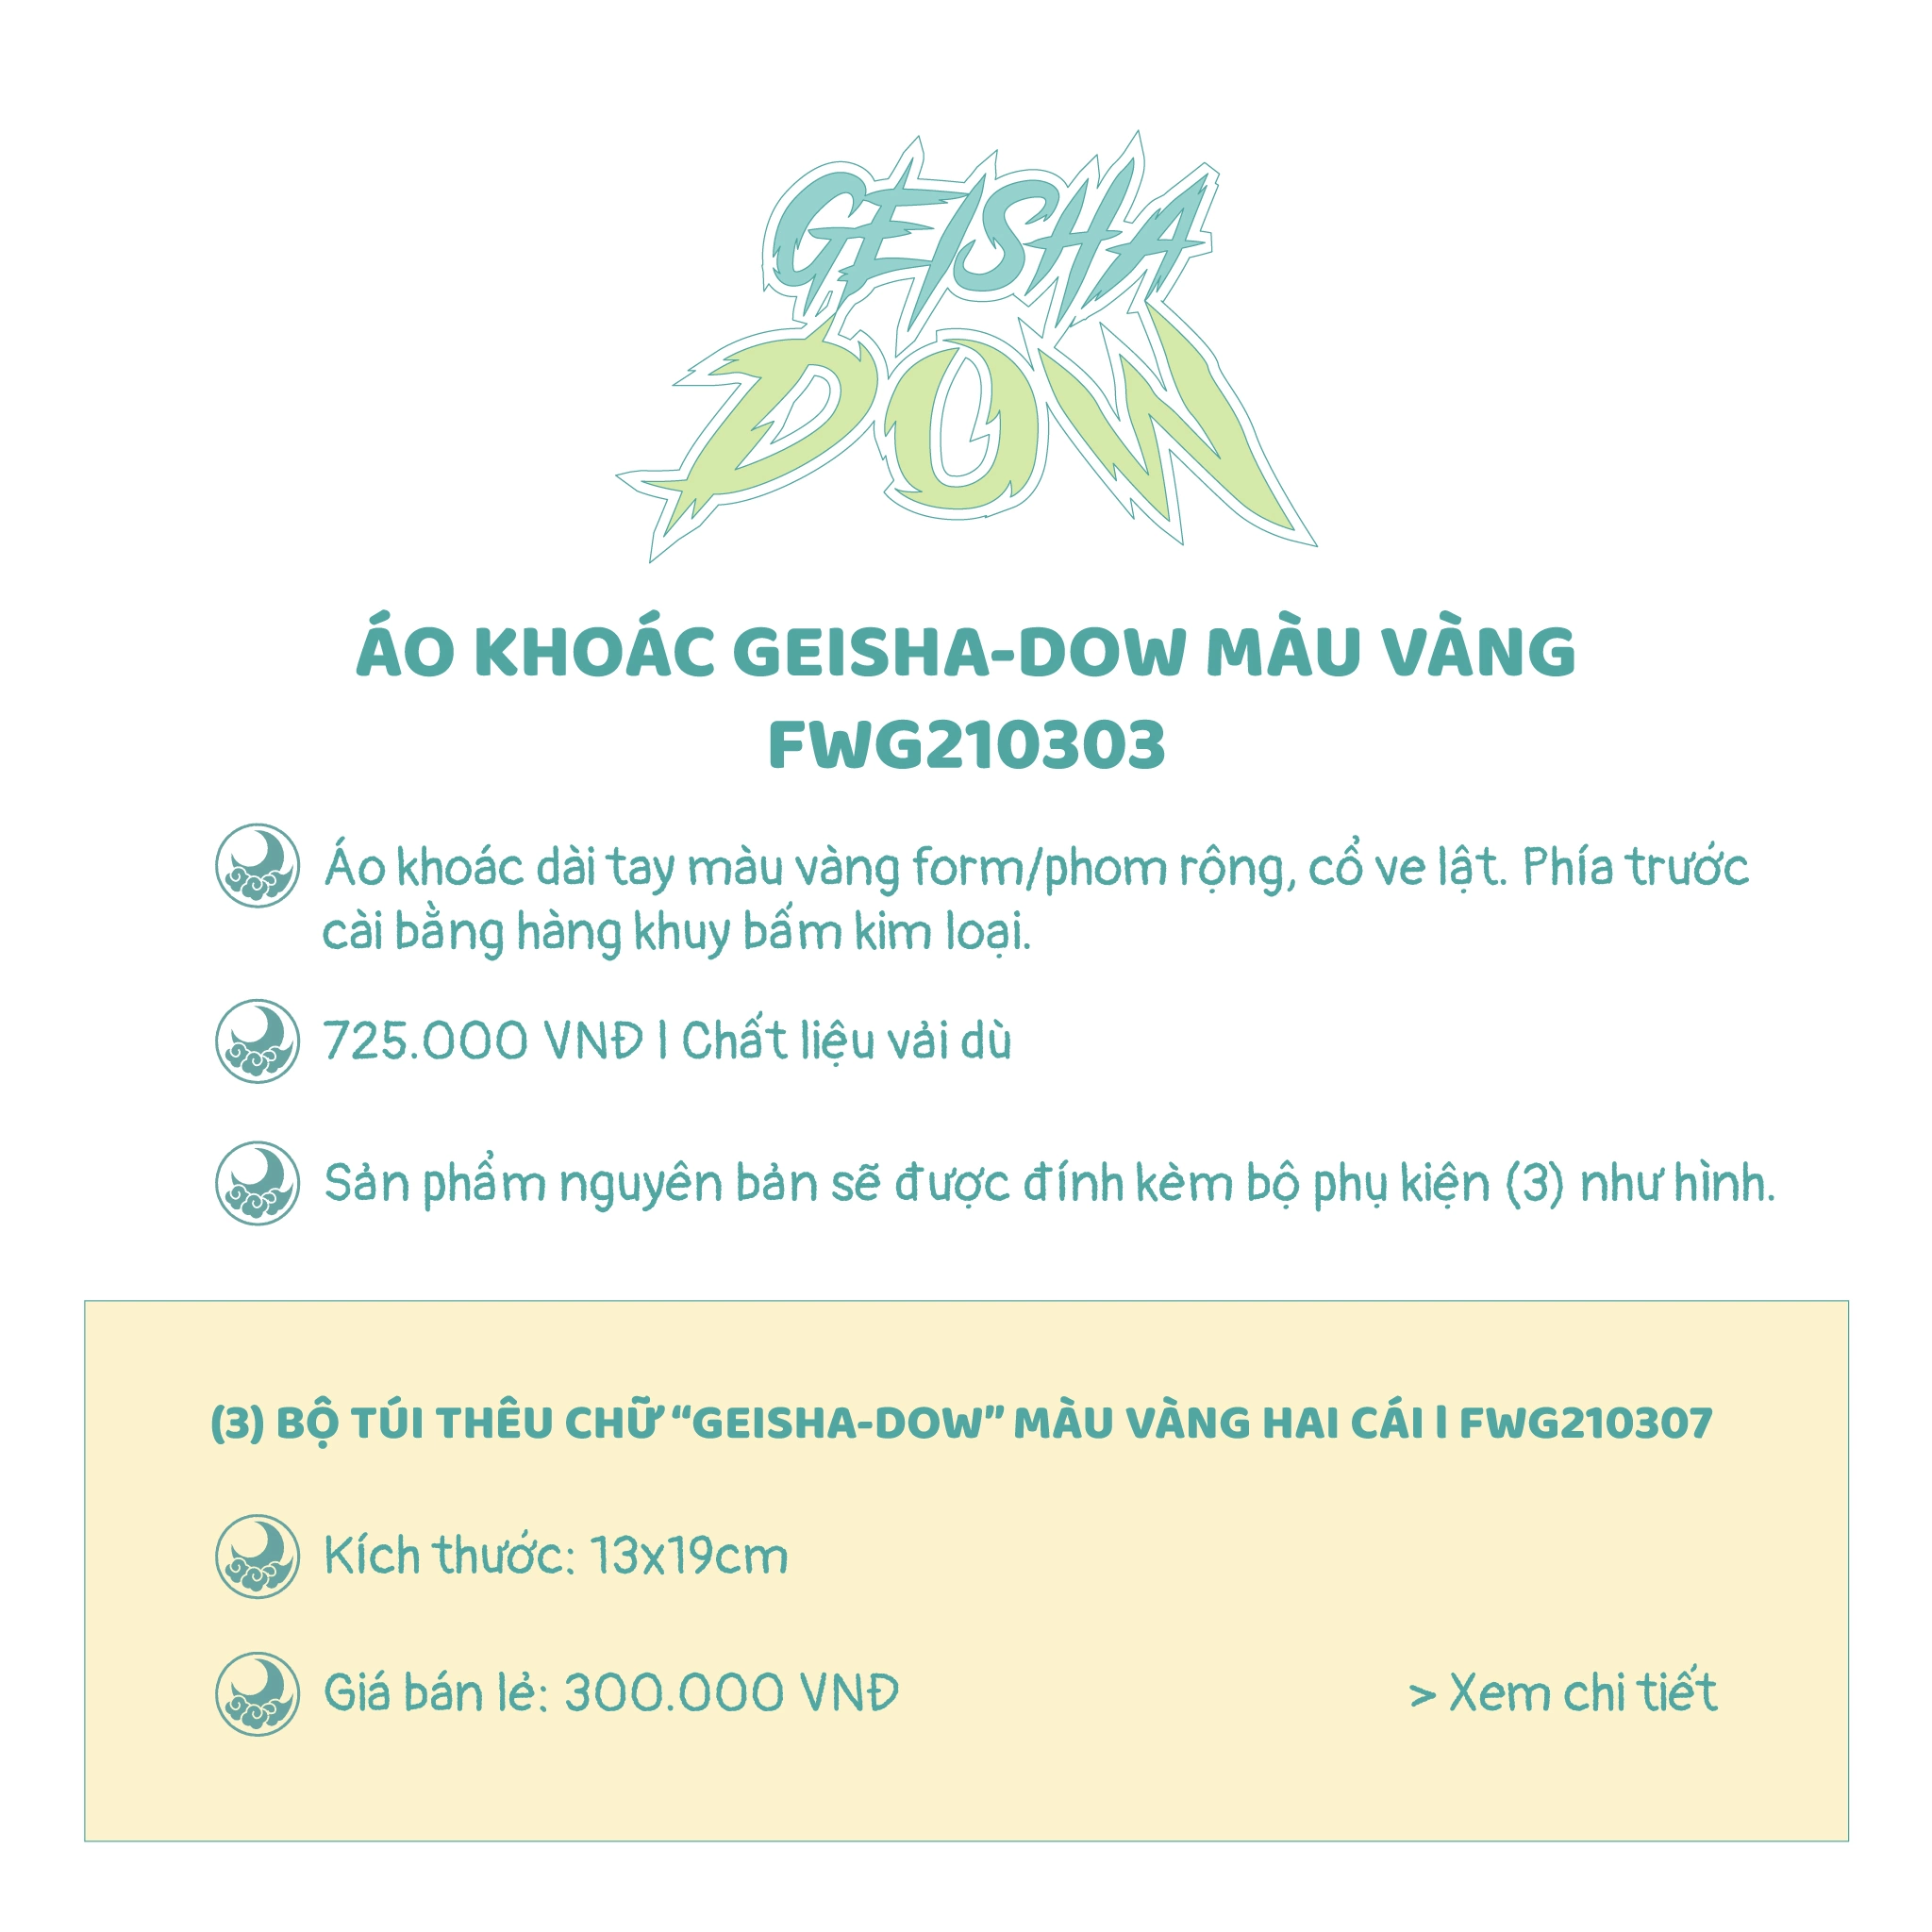 GEISHA
DOW
ÁO KHOÁC GEISHA-DOW MÀU VÀNG
FWG210303
Áo khoác dài tay màu vàng form/phom rộng, cổ ve lật. Phía trước
cài bằng hàng khuy bấm kim loại.
725.000 VNĐ | Chất liệu vải dù
Sản phẩm nguyên bản sẽ được đính kèm bộ phụ kiện (3) như hình.
(3) BỘ TÚI THÊU CHỮ “GEISHA-DOW” MÀU VÀNG HAI CÁI | FWG210307
Kích thước: 13x19cm
Giá bán lẻ: 300.000 VNĐ
> Xem chi tiết